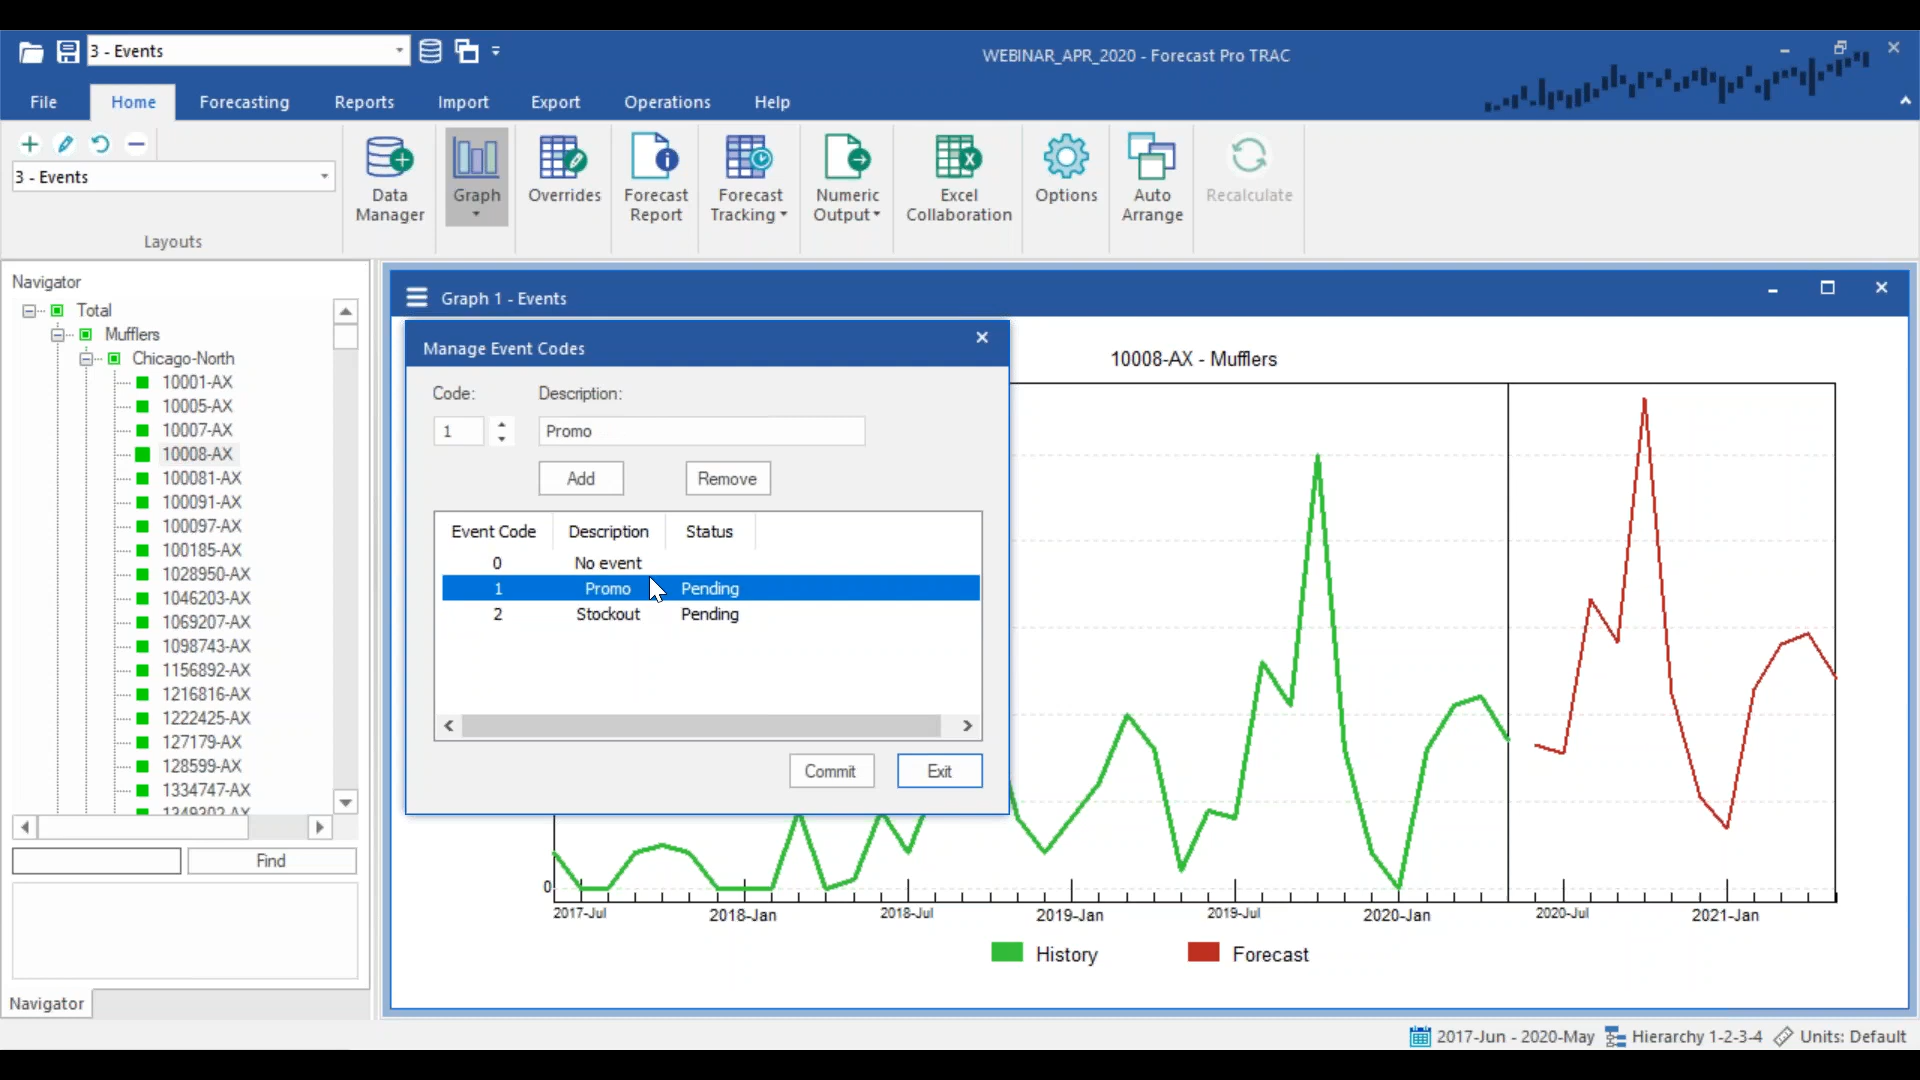 3 - Events
WEBINAR_APR_2020 - Forecast Pro TRAC
File Home Forecasting Reports Import Export Operations Help
3 - Events
Layouts
Data Manager
Graph
Overrides
Forecast Report
Forecast Tracking
Numeric Output
Excel Collaboration
Options
Auto Arrange
Recalculate
Navigator
Total
Mufflers
Chicago-North
10001-AX
10005-AX
10007-AX
10008-AX
100081-AX
100091-AX
100097-AX
100185-AX
1028950-AX
1046203-AX
1069207-AX
1098743-AX
1156892-AX
1216816-AX
1222425-AX
127179-AX
128599-AX
1334747-AX
1349302-AX
Find
Navigator
Graph 1 - Events
Manage Event Codes
Code: Description:
1 Promo
Add Remove
Event Code Description Status
0 No event
1 Promo Pending
2 Stockout Pending
Commit Exit
10008-AX - Mufflers
0
2017-Jul 2018-Jan 2018-Jul 2019-Jan 2019-Jul 2020-Jan 2020-Jul 2021-Jan
History Forecast
2017-Jun - 2020-May Hierarchy 1-2-3-4 Units: Default